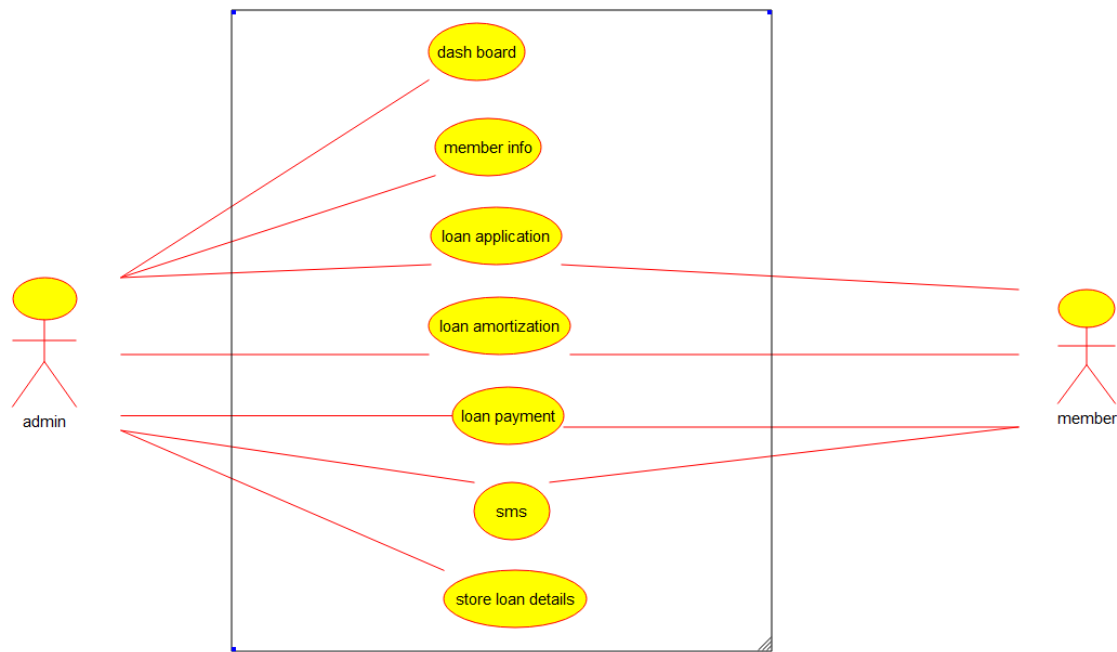 dash board
member info
loan application
loan amortization
loan payment
sms
store loan details
admin
member